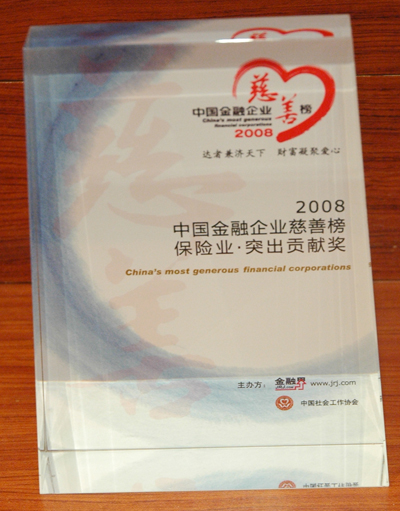 慈善
中国金融企业 榜
China's most generous
financial corporations
2008
达者兼济天下 财富凝聚爱心
2008
中国金融企业慈善榜
保险业·突出贡献奖
China's most generous financial corporations
主办方: 金融界 www.jrj.com
中国社会工作协会